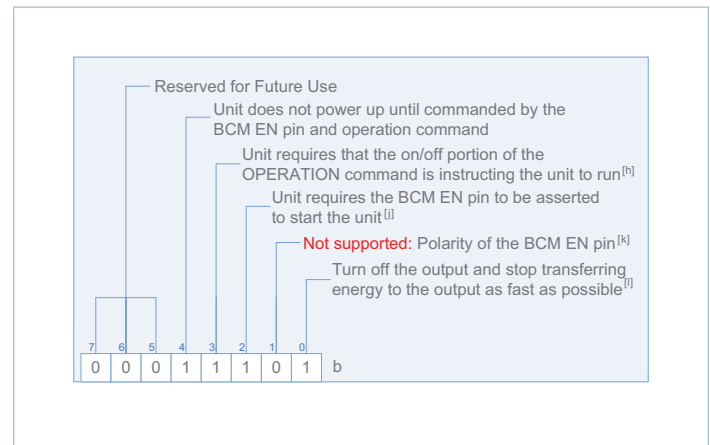 Reserved for Future Use
Unit does not power up until commanded by the
BCM EN pin and operation command
Unit requires that the on/off portion of the
OPERATION command is instructing the unit to run[h]
Unit requires the BCM EN pin to be asserted
to start the unit[j]
Not supported: Polarity of the BCM EN pin[k]
Turn off the output and stop transferring
energy to the output as fast as possible[l]
7 6 5 4 3 2 1 0
0 0 0 1 1 1 0 1 b